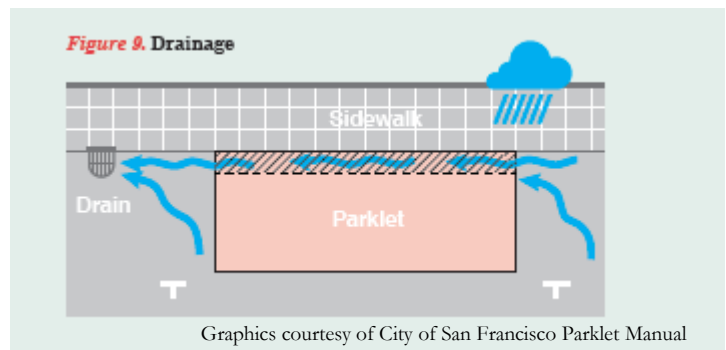 Figure 9. Drainage
Sidewalk
Drain
Parklet
Graphics courtesy of City of San Francisco Parklet Manual